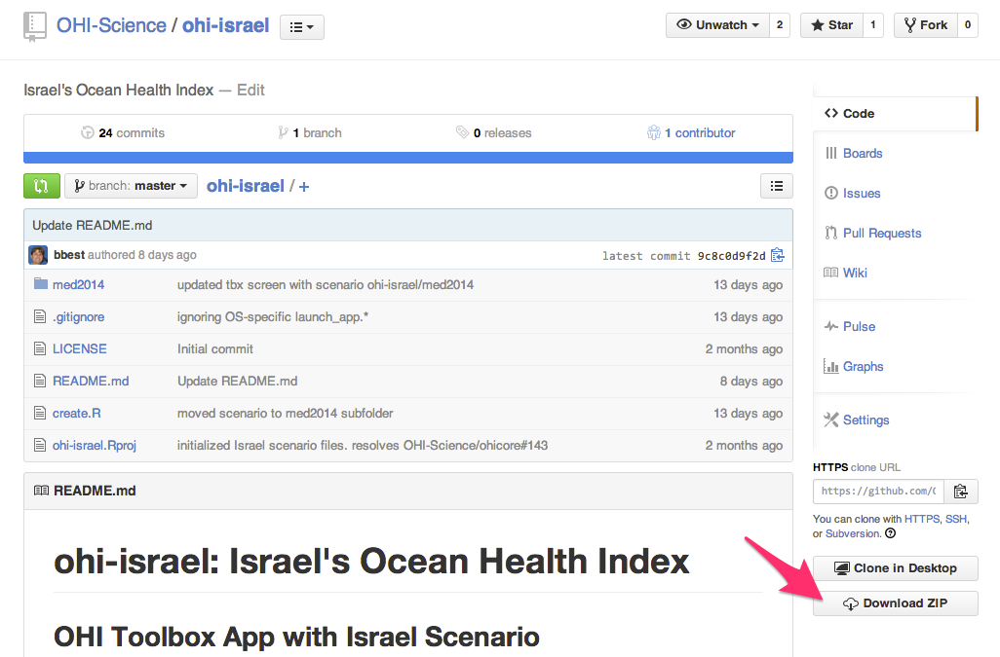 OHI-Science / ohi-israel
Unwatch 2 Star 1 Fork 0
Israel's Ocean Health Index — Edit
24 commits 1 branch 0 releases 1 contributor
branch: master ohi-israel / +
Update README.md
bbest authored 8 days ago latest commit 9c8c0d9f2d
med2014 updated tbx screen with scenario ohi-israel/med2014 13 days ago
.gitignore ignoring OS-specific launch_app.* 13 days ago
LICENSE Initial commit 2 months ago
README.md Update README.md 8 days ago
create.R moved scenario to med2014 subfolder 13 days ago
ohi-israel.Rproj initialized Israel scenario files. resolves OHI-Science/ohicore#143 2 months ago
README.md
ohi-israel: Israel's Ocean Health Index
OHI Toolbox App with Israel Scenario
Code
Boards
Issues
Pull Requests
Wiki
Pulse
Graphs
Settings
HTTPS clone URL
https://github.com/
You can clone with HTTPS, SSH,
or Subversion.
Clone in Desktop
Download ZIP